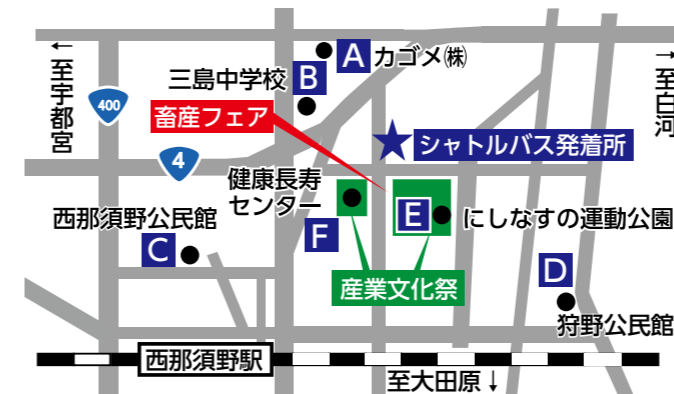 ←至宇都宮
400
三島中学校
B
A
カゴメ㈱
→至白河
畜産フェア
4
シャトルバス発着所
健康長寿
センター
F
E
にしなすの運動公園
西那須野公民館
C
産業文化祭
D
狩野公民館
西那須野駅
至大田原↓